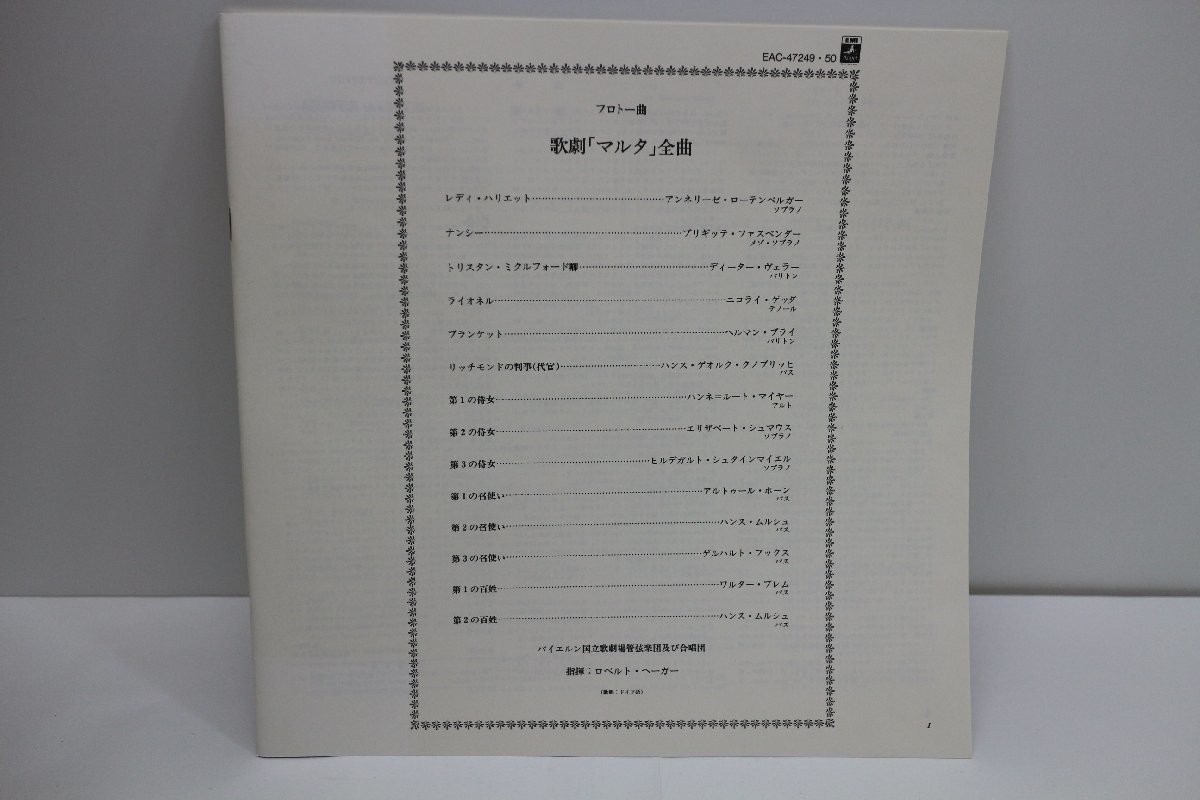 EAC-47249・50
フロトー曲
歌劇「マルタ」全曲
レディ・ハリエット……アンネリーゼ・ローテンベルガー
ソプラノ
ナンシー……ブリギッテ・ファスベンダー
メゾ・ソプラノ
トリスタン・ミクルフォード卿……ディーター・ヴェラー
バリトン
ライオネル……ニコライ・ゲッダ
テノール
プランケット……ヘルマン・プライ
バリトン
リッチモンドの判事(代官)……ハンス・ゲオルク・クノブリッヒ
バス
第1の侍女……ハンネ=ルート・マイヤー
アルト
第2の侍女……エリザベート・シュマウス
ソプラノ
第3の侍女……ヒルデガルト・シュタインマイエル
ソプラノ
第1の召使い……アルトゥール・ホーン
バス
第2の召使い……ハンス・ムルシュ
バス
第3の召使い……ゲルハルト・フックス
バス
第1の百姓……ワルター・ブレム
バス
第2の百姓……ハンス・ムルシュ
バス
バイエルン国立歌劇場管弦楽団及び合唱団
指揮:ロベルト・ヘーガー
(歌唱:ドイツ語)
1